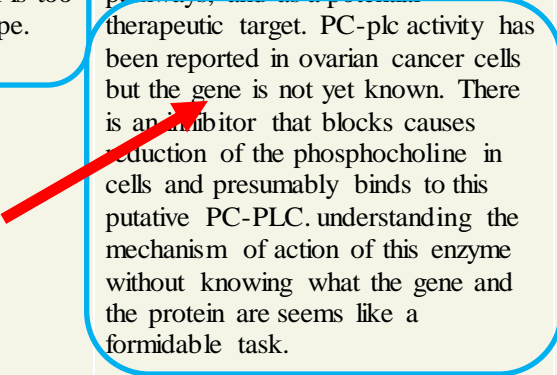 is too
pe.
pathways, and as a potential
therapeutic target. PC-plc activity has
been reported in ovarian cancer cells
but the gene is not yet known. There
is an inhibitor that blocks causes
reduction of the phosphocholine in
cells and presumably binds to this
putative PC-PLC. understanding the
mechanism of action of this enzyme
without knowing what the gene and
the protein are seems like a
formidable task.